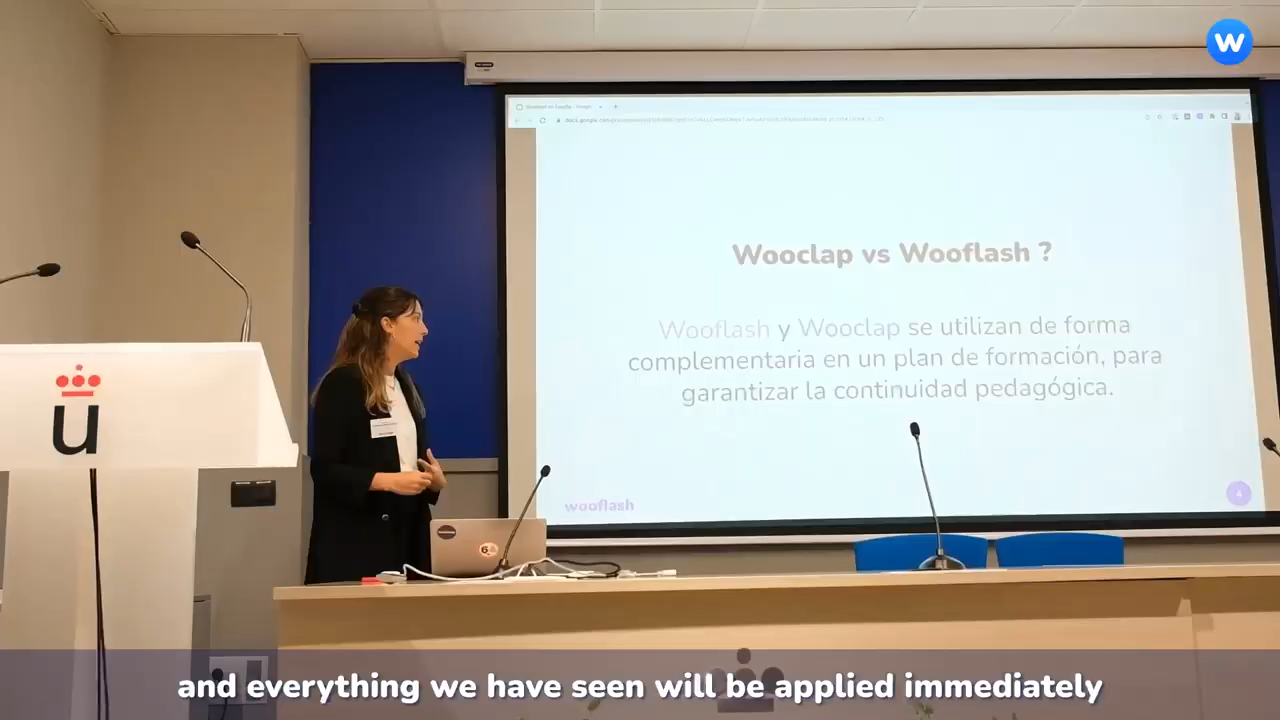 W
Wooclap vs Wooflash ?
Wooflash y Wooclap se utilizan de forma
complementaria en un plan de formación, para
garantizar la continuidad pedagógica.
wooflash
4
u
and everything we have seen will be applied immediately